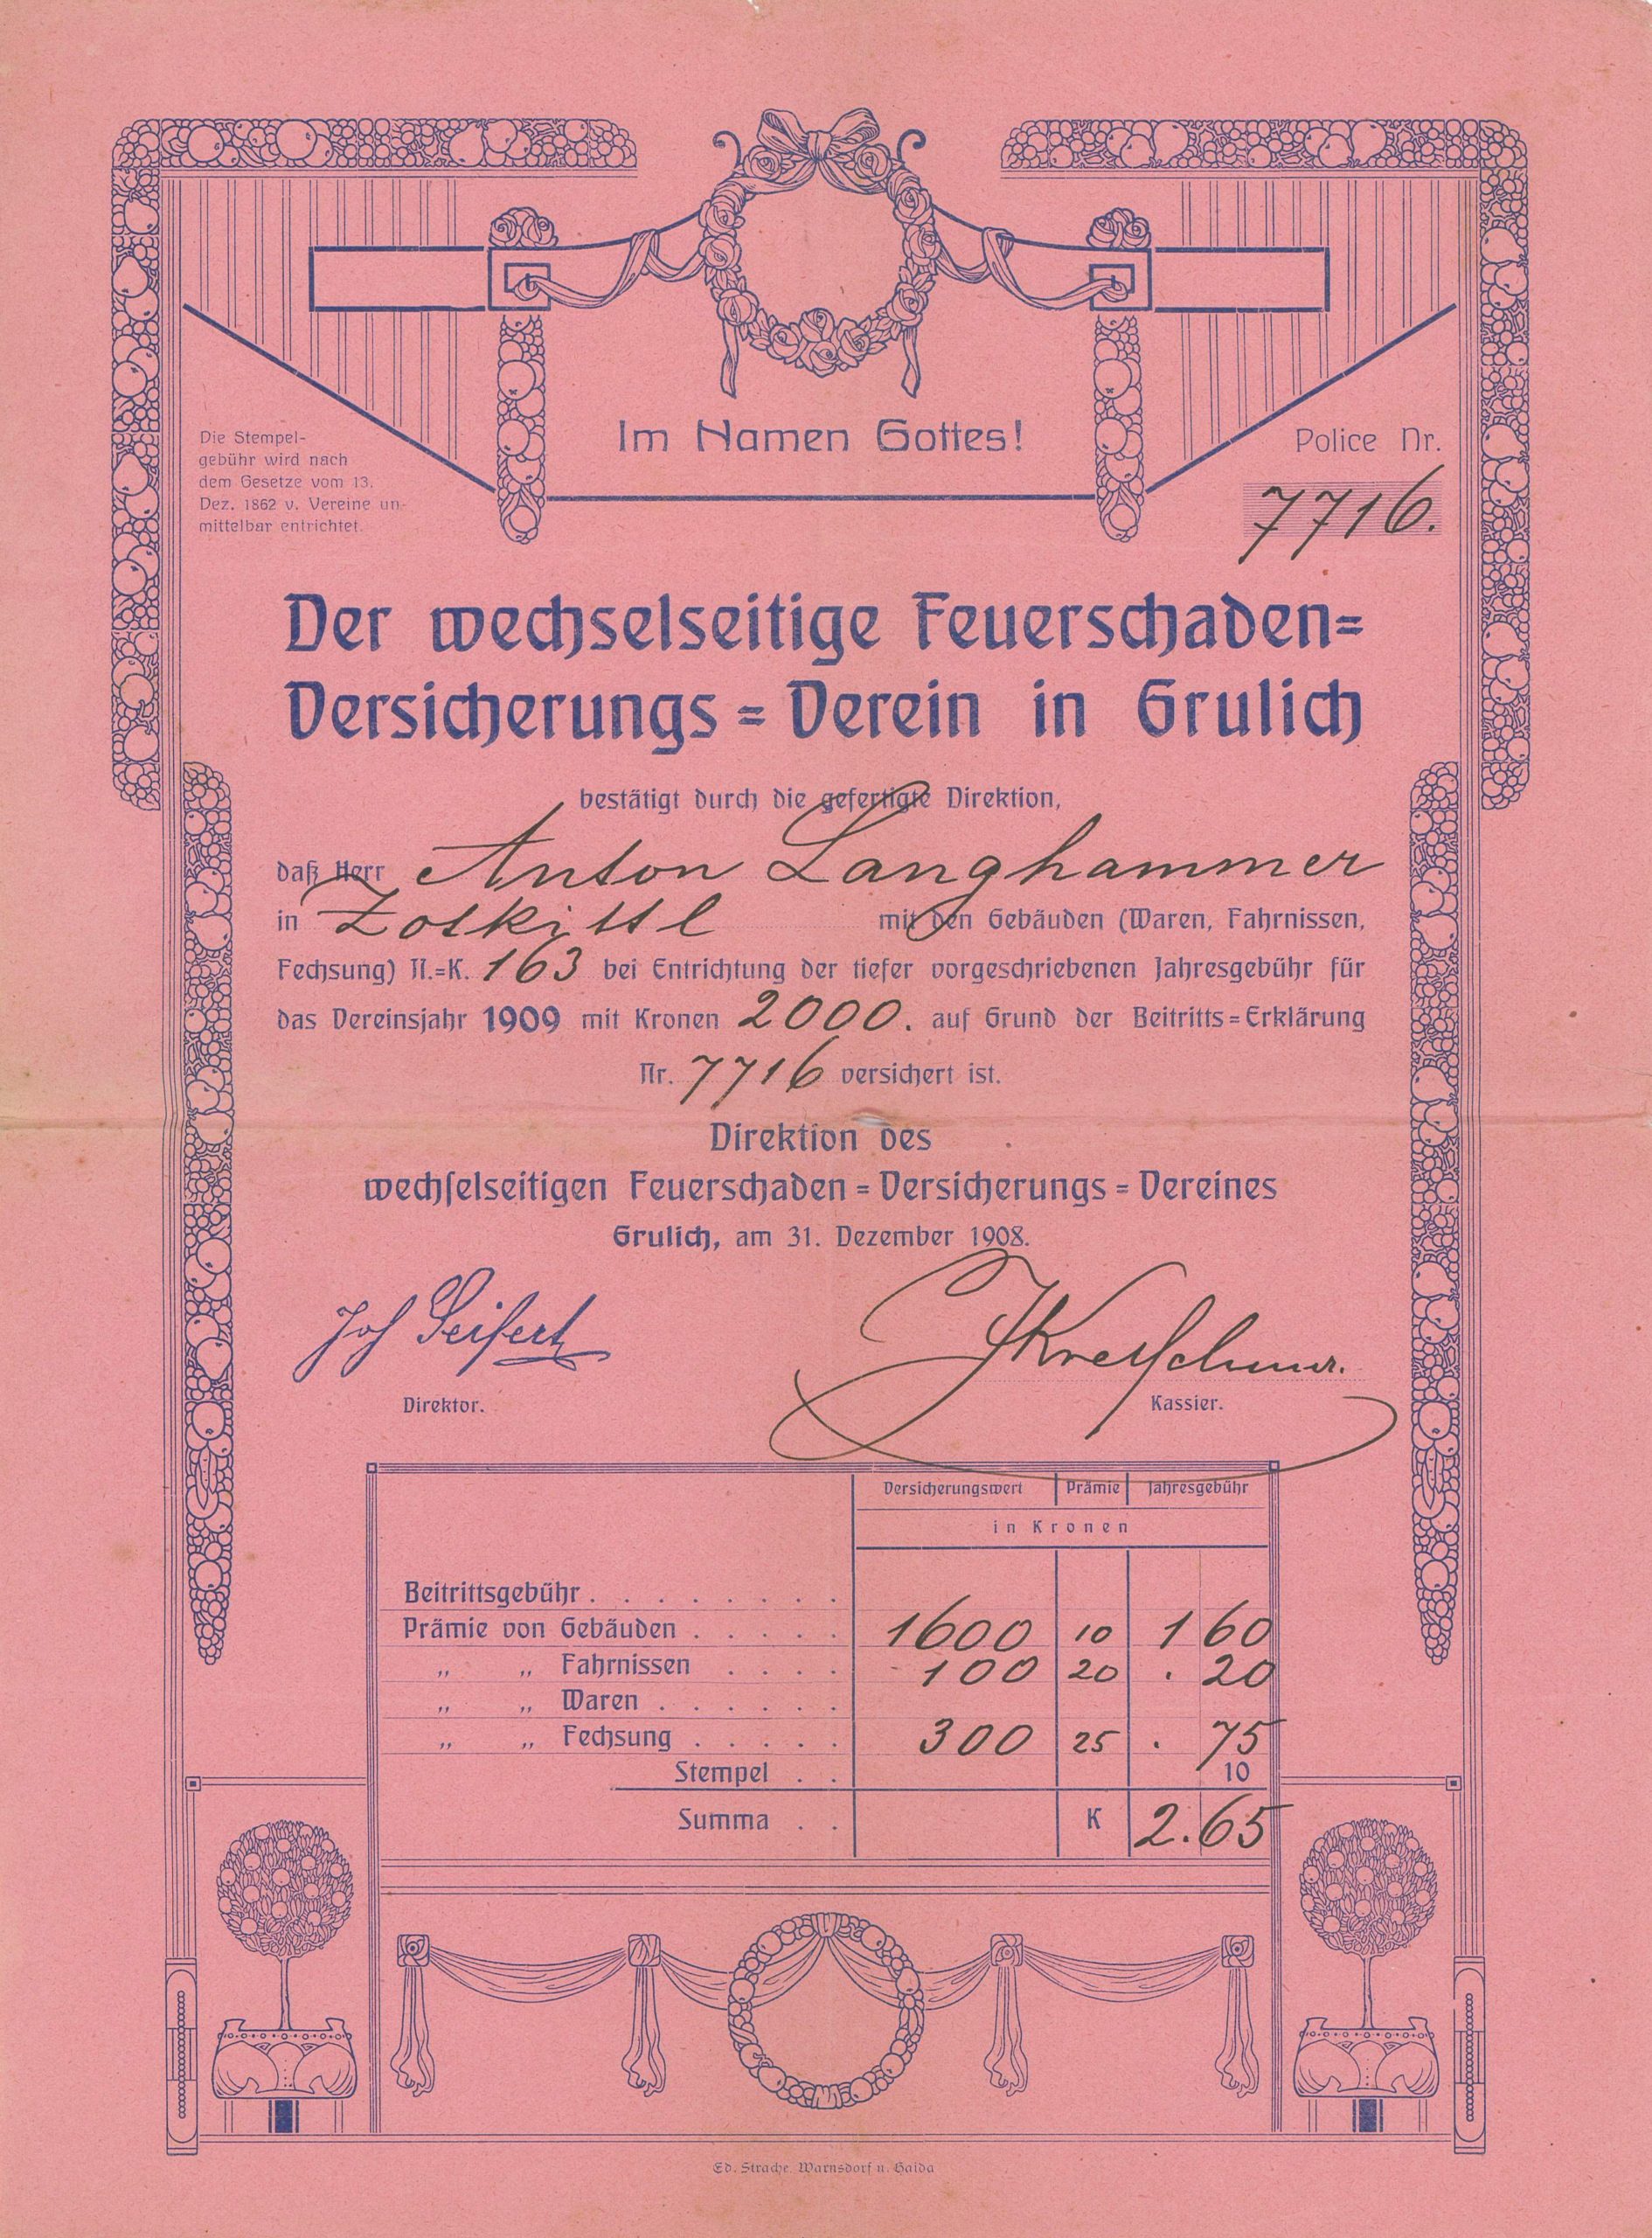 Im Namen Gottes!
Die Stempel-
gebühr wird nach
dem Gesetze vom 13.
Dez. 1862 v. Vereine un-
mittelbar entrichtet.
Police Nr.
7716.
Der wechselseitige Feuerschaden=
Versicherungs=Verein in Grulich
bestätigt durch die gefertigte Direktion,
daß Herr Anton Langhammer
in Zotkittl mit den Gebäuden (Waren, Fahrnissen,
Fechsung) N.=K. 163 bei Entrichtung der tiefer vorgeschriebenen Jahresgebühr für
das Vereinsjahr 1909 mit Kronen 2000. auf Grund der Beitritts=Erklärung
Nr. 7716 versichert ist.
Direktion des
wechselseitigen Feuerschaden=Versicherungs=Vereines
Grulich, am 31. Dezember 1908.
Jos Seifert
JKretschmer.
Direktor.
Kassier.
Versicherungswert Prämie Jahresgebühr
in Kronen
Beitrittsgebühr . . . . . . . .
Prämie von Gebäuden . . . . . 1600 10 1 60
„ „ Fahrnissen . . . . 100 20 . 20
„ „ Waren . . . . . .
„ „ Fechsung . . . . . 300 25 . 75
Stempel . . 10
Summa . . K 2.65
Ed. Strache, Warnsdorf u. Haida